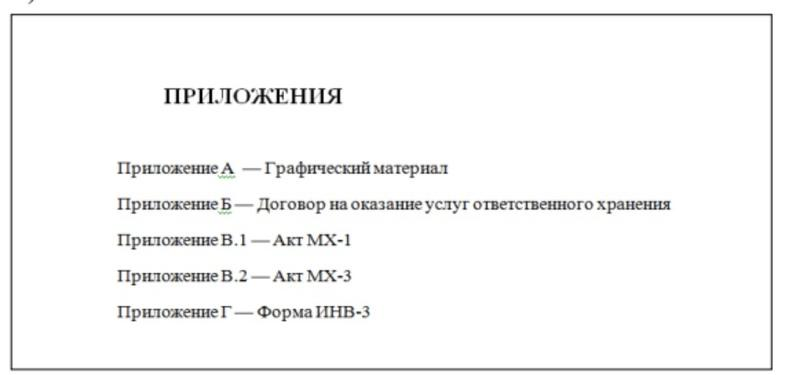 ПРИЛОЖЕНИЯ
Приложение А — Графический материал
Приложение Б — Договор на оказание услуг ответственного хранения
Приложение В.1 — Акт МХ-1
Приложение В.2 — Акт МХ-3
Приложение Г — Форма ИНВ-3